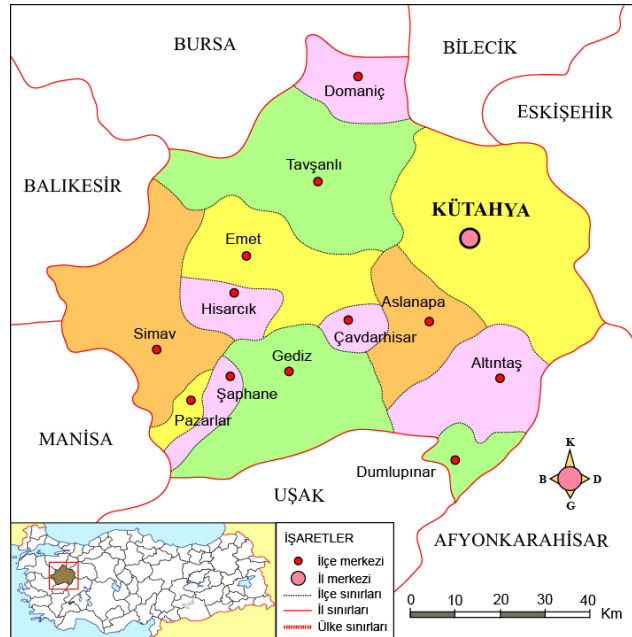 BURSA
BİLECİK
ESKİŞEHİR
Domaniç
Tavşanlı
BALIKESİR
KÜTAHYA
Emet
Hisarcık
Aslanapa
Simav
Çavdarhisar
Gediz
Altıntaş
Şaphane
Pazarlar
MANİSA
Dumlupınar
UŞAK
AFYONKARAHİSAR
K
B D
G
İŞARETLER
İlçe merkezi
İl merkezi
İlçe sınırları
İl sınırları
Ülke sınırları
0 10 20 30 40
Km